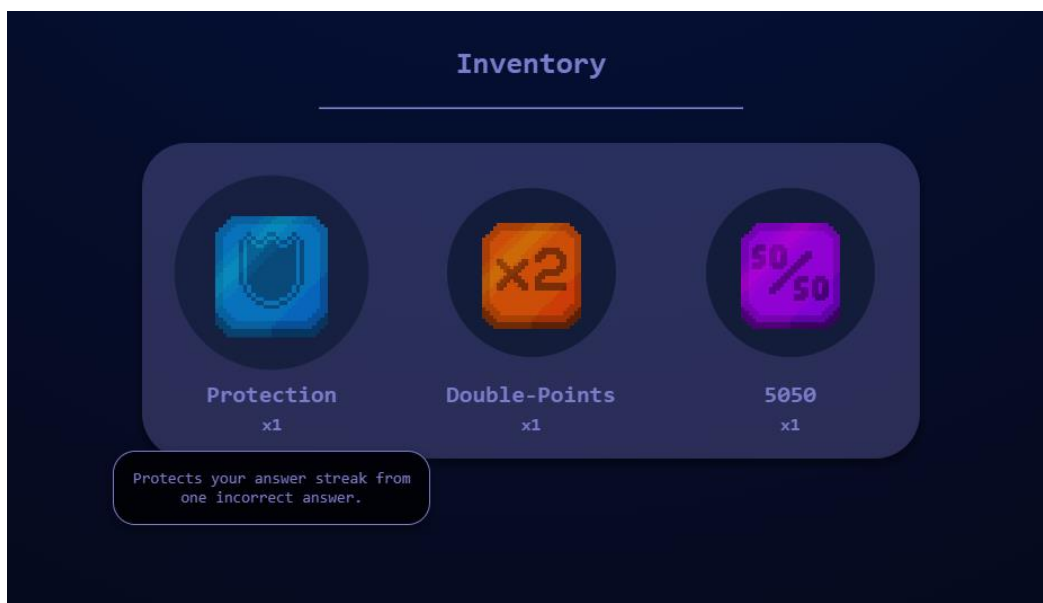 Inventory
x2
50/50
Protection
Double-Points
5050
x1
x1
x1
Protects your answer streak from
one incorrect answer.